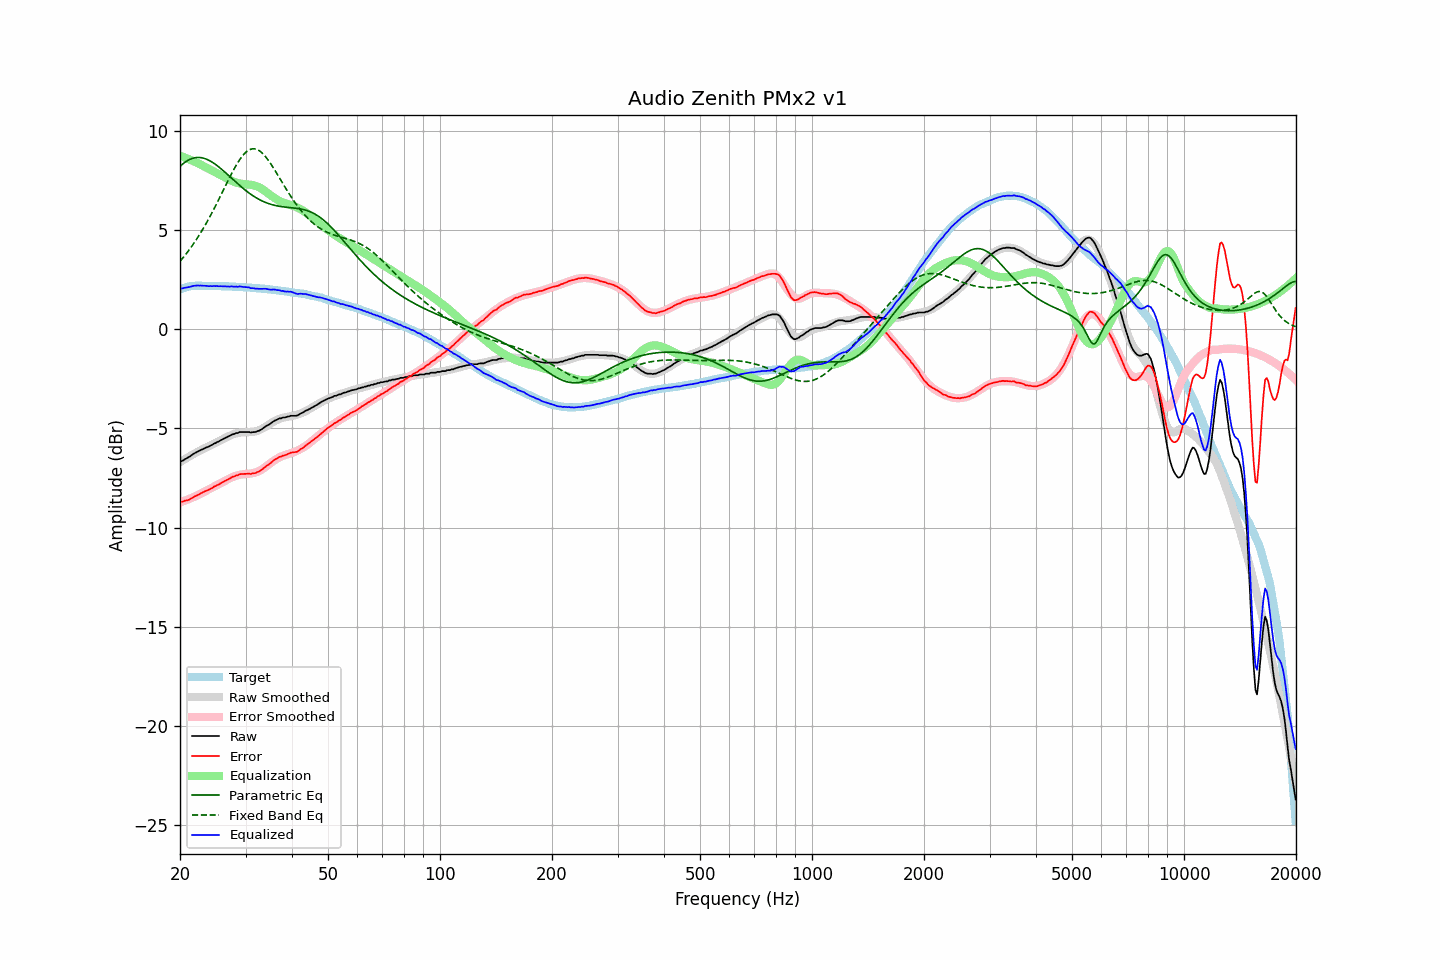 Audio Zenith PMx2 v1
10
5
0
−5
−10
−15
−20
−25
Amplitude (dBr)
Target
Raw Smoothed
Error Smoothed
Raw
Error
Equalization
Parametric Eq
Fixed Band Eq
Equalized
20 50 100 200 500 1000 2000 5000 10000 20000
Frequency (Hz)